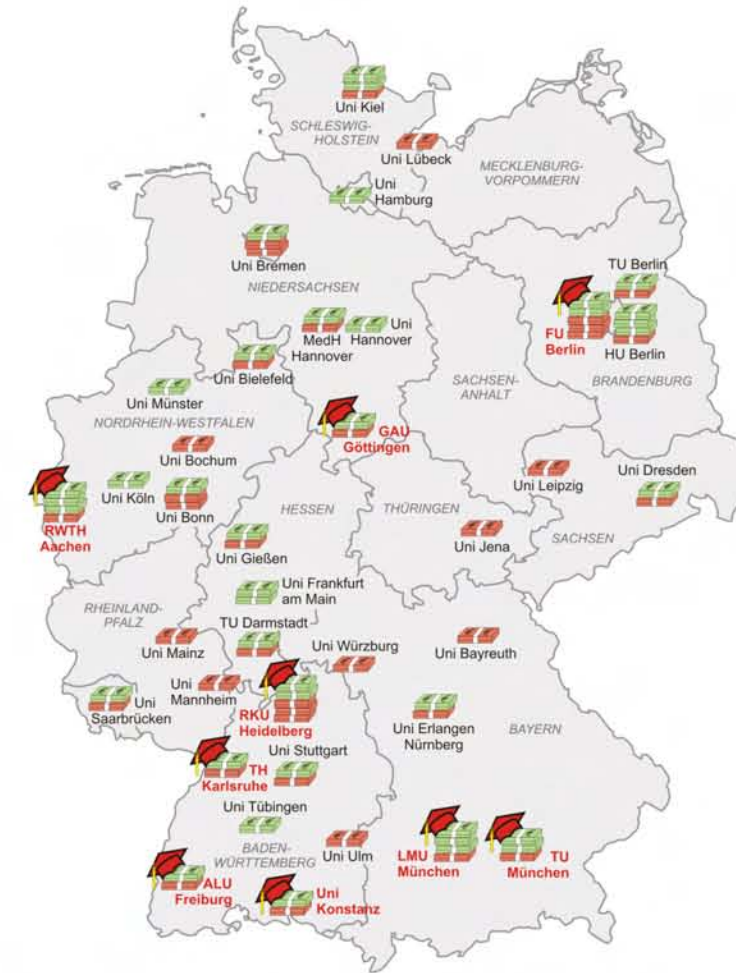 Uni Kiel
SCHLESWIG-
HOLSTEIN
Uni Lübeck
MECKLENBURG-
VORPOMMERN
Uni
Hamburg
Uni Bremen
NIEDERSACHSEN
TU Berlin
FU
Berlin
HU Berlin
BRANDENBURG
MedH
Hannover
Uni
Hannover
Uni Bielefeld
SACHSEN-
ANHALT
Uni Münster
NORDRHEIN-WESTFALEN
GAU
Göttingen
Uni Bochum
Uni Köln
Uni Bonn
RWTH
Aachen
HESSEN
THÜRINGEN
Uni Leipzig
Uni Dresden
SACHSEN
Uni Jena
Uni Gießen
Uni Frankfurt
am Main
RHEINLAND-
PFALZ
TU Darmstadt
Uni Mainz
Uni Würzburg
Uni Bayreuth
Uni
Mannheim
Uni
Saarbrücken
RKU
Heidelberg
Uni Erlangen
Nürnberg
BAYERN
TH
Karlsruhe
Uni Stuttgart
Uni Tübingen
BADEN-
WÜRTTEMBERG
Uni Ulm
LMU
München
TU
München
ALU
Freiburg
Uni
Konstanz